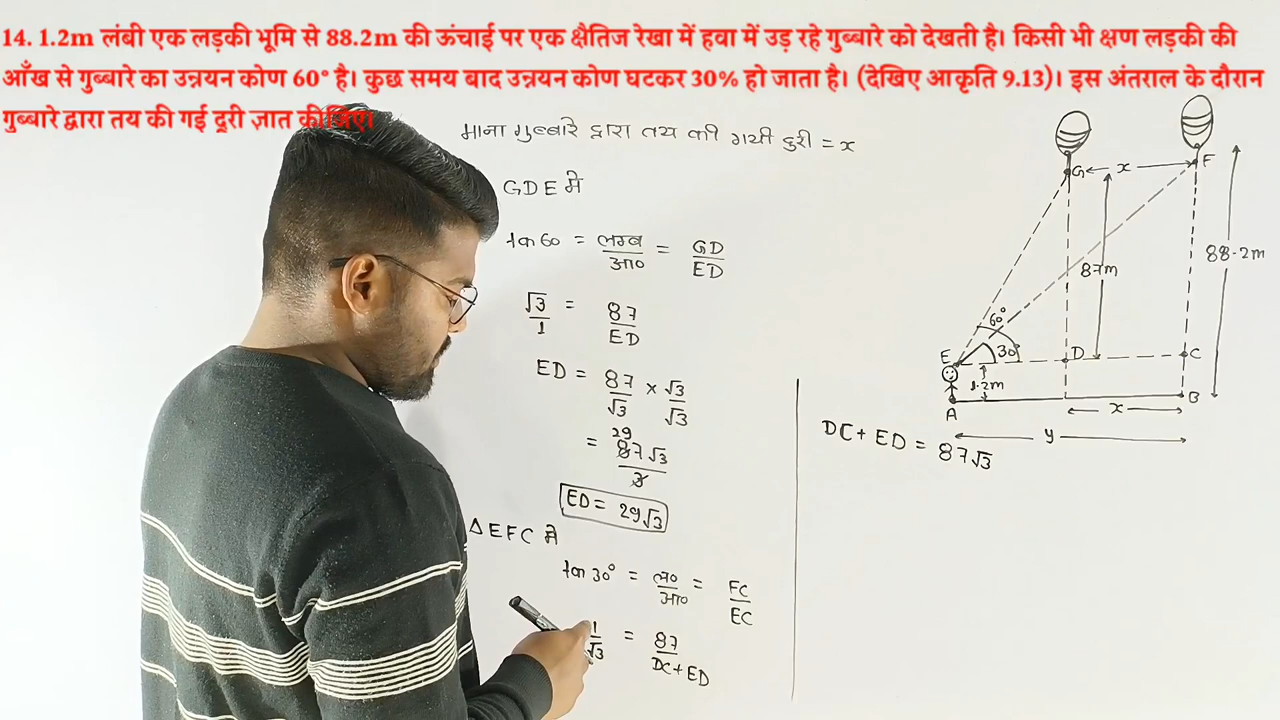 14. 1.2m लंबी एक लड़की भूमि से 88.2m की ऊंचाई पर एक क्षैतिज रेखा में हवा में उड़ रहे गुब्बारे को देखती है। किसी भी क्षण लड़की की
आँख से गुब्बारे का उन्नयन कोण 60° है। कुछ समय बाद उन्नयन कोण घटकर 30% हो जाता है। (देखिए आकृति 9.13)। इस अंतराल के दौरान
गुब्बारे द्वारा तय की गई दूरी ज्ञात कीजिए।
माना गुब्बारे द्वारा तय की गयी दुरी = x
GDE में
tan 60 = लम्ब/आ० = GD/ED
√3/1 = 87/ED
ED = 87/√3 × √3/√3
= 29 87√3/3
ED = 29√3
Δ EFC में
tan 30° = ल०/आ० = FC/EC
1/√3 = 87/DC+ED
DC + ED = 87√3
G x F
88.2m
87m
60°
30°
E D C
1.2m
A B
x
y